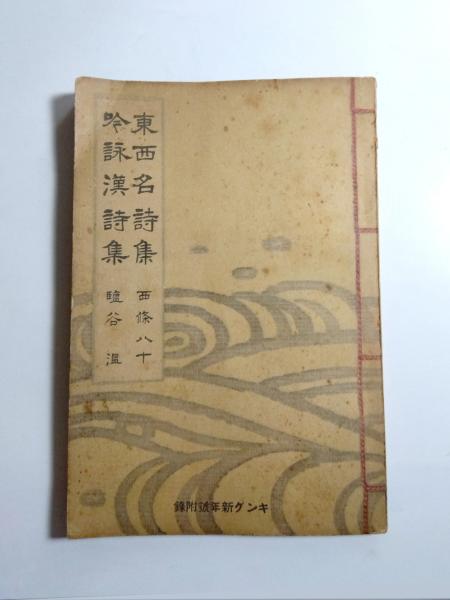 東西名詩集 西條八十
吟詠漢詩集 鹽谷溫
錄附號年新グンキ